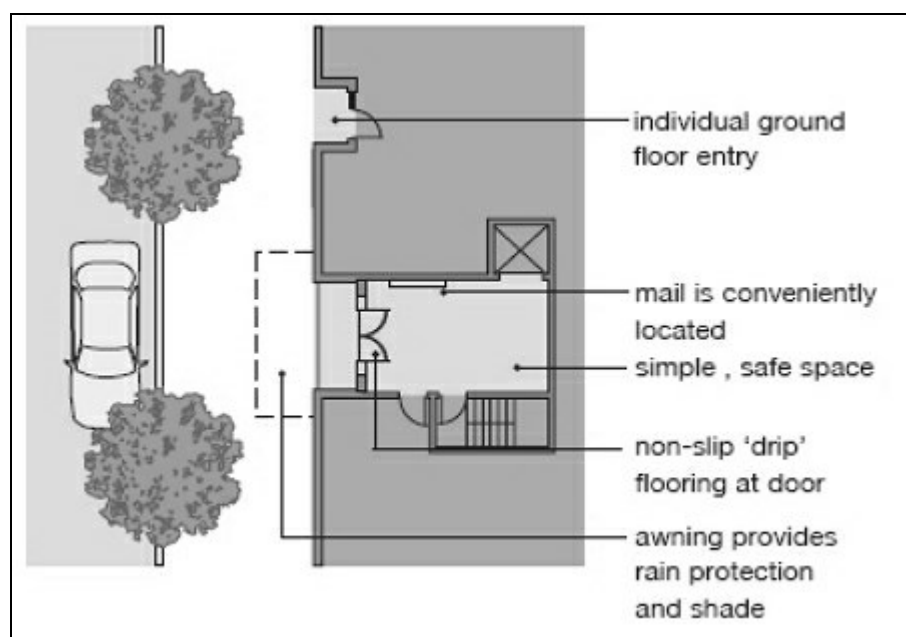 individual ground
floor entry
mail is conveniently
located
simple , safe space
non-slip ‘drip’
flooring at door
awning provides
rain protection
and shade